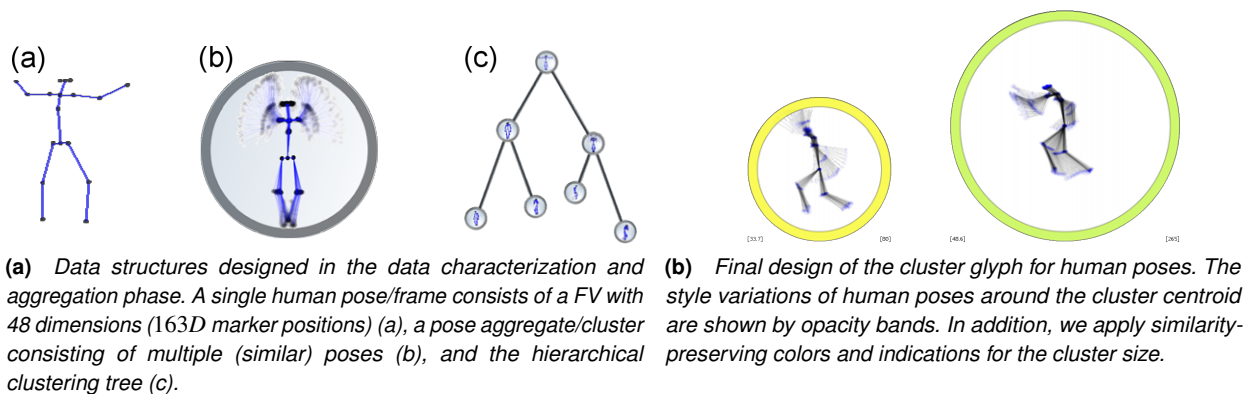 (a)
(b)
(c)
[33.7]
[80]
[48.6]
[265]
(a) Data structures designed in the data characterization and
aggregation phase. A single human pose/frame consists of a FV with
48 dimensions (163D marker positions) (a), a pose aggregate/cluster
consisting of multiple (similar) poses (b), and the hierarchical
clustering tree (c).
(b) Final design of the cluster glyph for human poses. The
style variations of human poses around the cluster centroid
are shown by opacity bands. In addition, we apply similarity-
preserving colors and indications for the cluster size.